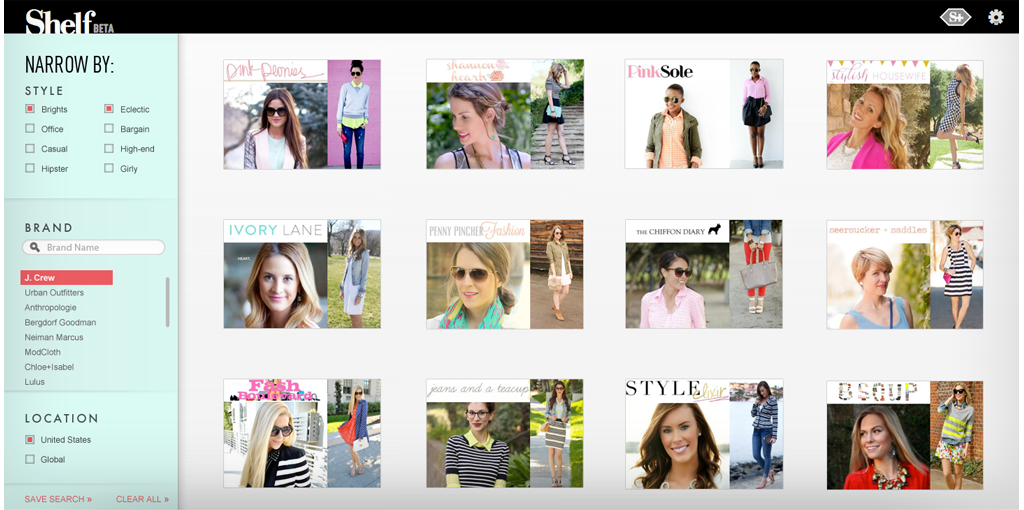 Shelf BETA
S+
NARROW BY:
STYLE
Brights Eclectic
Office Bargain
Casual High-end
Hipster Girly
BRAND
Brand Name
J. Crew
Urban Outfitters
Anthropologie
Bergdorf Goodman
Neiman Marcus
ModCloth
Chloe+Isabel
Lulus
LOCATION
United States
Global
SAVE SEARCH » CLEAR ALL »
pink peonies
shannon hearts
PinkSole
stylish HOUSEWIFE
IVORY LANE
HEART,
PENNY PINCHER Fashion
THE CHIFFON DIARY
seersucker + saddles
Fash Boulevard
jeans and a teacup
STYLE elixir
SOUP